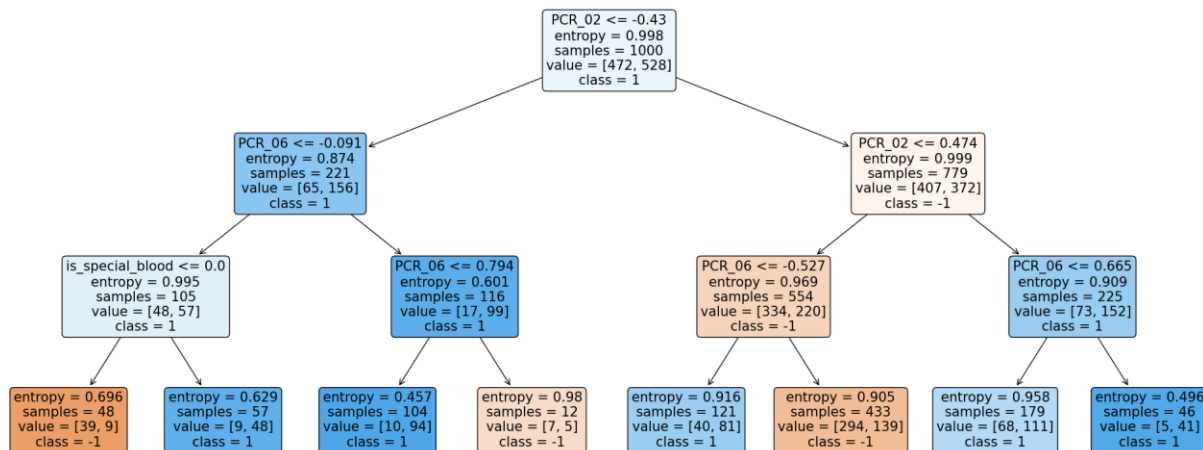 PCR_02 <= -0.43
entropy = 0.998
samples = 1000
value = [472, 528]
class = 1
PCR_06 <= -0.091
entropy = 0.874
samples = 221
value = [65, 156]
class = 1
PCR_02 <= 0.474
entropy = 0.999
samples = 779
value = [407, 372]
class = -1
is_special_blood <= 0.0
entropy = 0.995
samples = 105
value = [48, 57]
class = 1
PCR_06 <= 0.794
entropy = 0.601
samples = 116
value = [17, 99]
class = 1
PCR_06 <= -0.527
entropy = 0.969
samples = 554
value = [334, 220]
class = -1
PCR_06 <= 0.665
entropy = 0.909
samples = 225
value = [73, 152]
class = 1
entropy = 0.696
samples = 48
value = [39, 9]
class = -1
entropy = 0.629
samples = 57
value = [9, 48]
class = 1
entropy = 0.457
samples = 104
value = [10, 94]
class = 1
entropy = 0.98
samples = 12
value = [7, 5]
class = -1
entropy = 0.916
samples = 121
value = [40, 81]
class = 1
entropy = 0.905
samples = 433
value = [294, 139]
class = -1
entropy = 0.958
samples = 179
value = [68, 111]
class = 1
entropy = 0.496
samples = 46
value = [5, 41]
class = 1